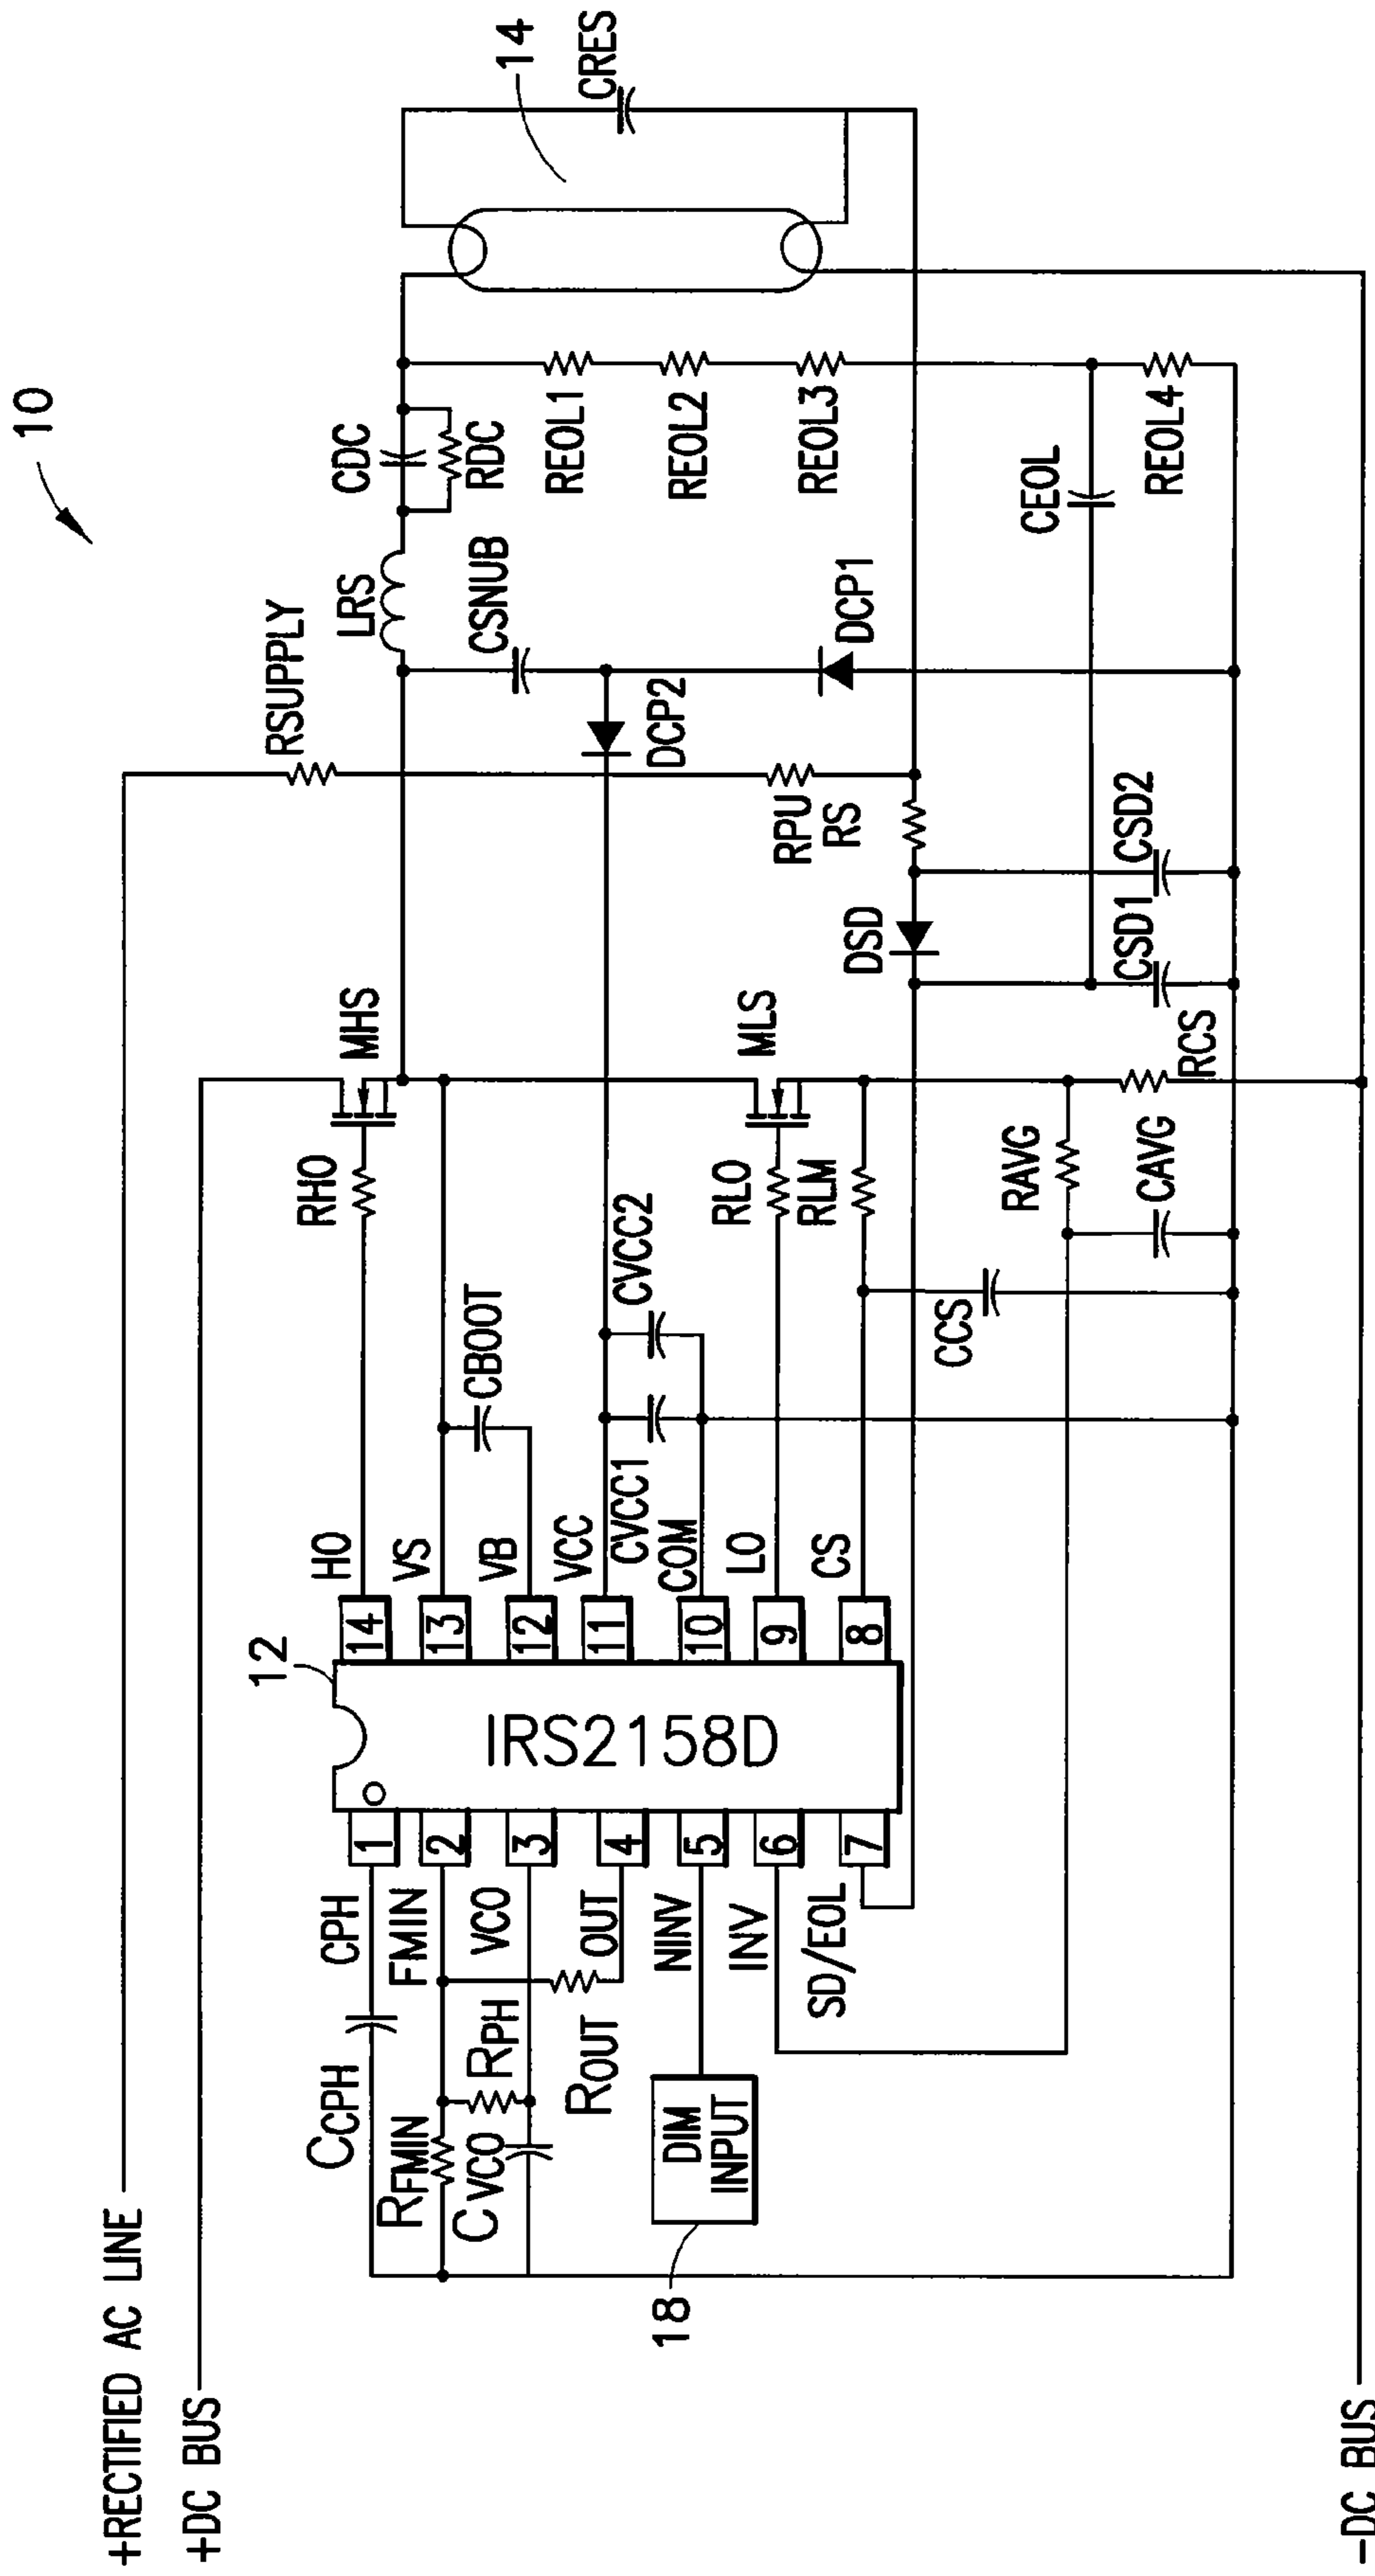 10
14
+RECTIFIED AC LINE
+DC BUS
-DC BUS
RSUPPLY
LRS
CDC
RDC
CRES
CSNUB
REOL1
REOL2
REOL3
REOL4
CEOL
DCP1
DCP2
RPU
RS
DSD
CSD1
CSD2
MHS
RHO
MLS
RLO
RLM
RCS
RAVG
CAVG
CCS
CBOOT
CVCC2
CVCC1
12
IRS2158D
HO
14
VS
13
VB
12
VCC
11
COM
10
LO
9
CS
8
1
CPH
2
FMIN
3
VCO
4
OUT
5
NINV
6
INV
7
SD/EOL
CCPH
RFMIN
RPH
CVCO
ROUT
DIM
INPUT
18